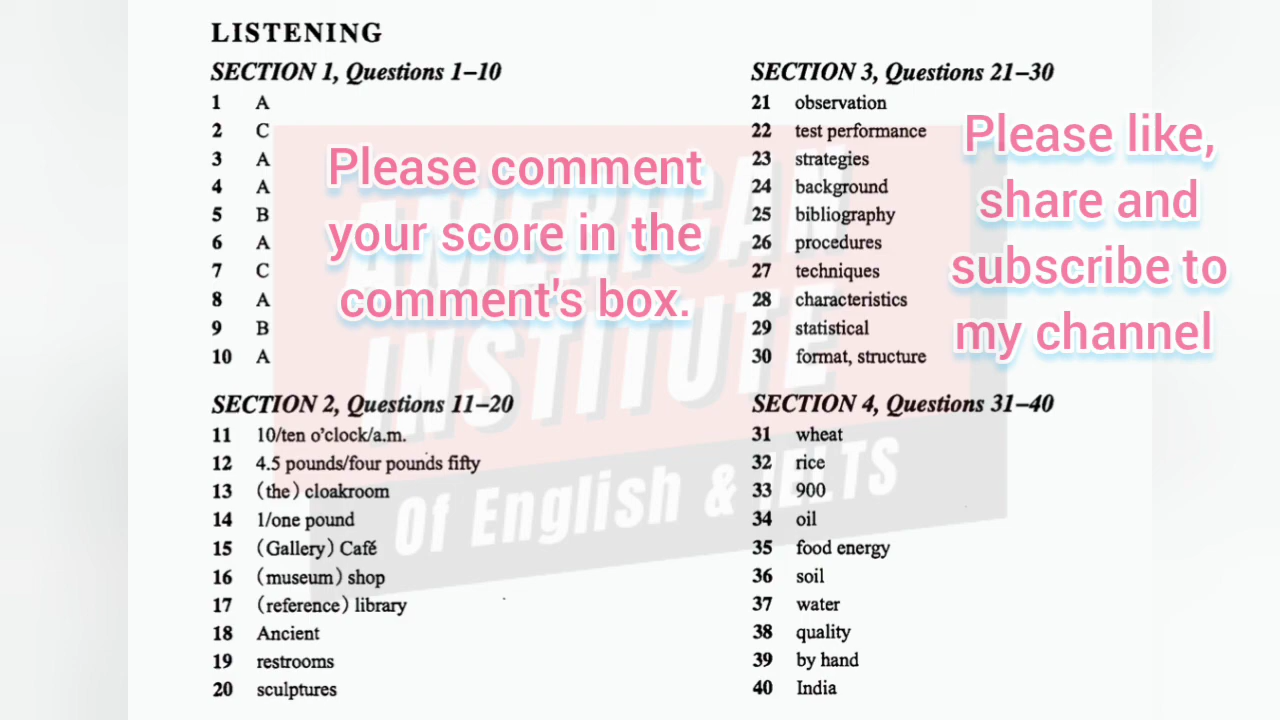 LISTENING
SECTION 1, Questions 1–10
1 A
2 C
3 A
4 A
5 B
6 A
7 C
8 A
9 B
10 A
SECTION 2, Questions 11–20
11 10/ten o’clock/a.m.
12 4.5 pounds/four pounds fifty
13 (the) cloakroom
14 1/one pound
15 (Gallery) Café
16 (museum) shop
17 (reference) library
18 Ancient
19 restrooms
20 sculptures
SECTION 3, Questions 21–30
21 observation
22 test performance
23 strategies
24 background
25 bibliography
26 procedures
27 techniques
28 characteristics
29 statistical
30 format, structure
SECTION 4, Questions 31–40
31 wheat
32 rice
33 900
34 oil
35 food energy
36 soil
37 water
38 quality
39 by hand
40 India
Please comment
your score in the
comment's box.
Please like,
share and
subscribe to
my channel
AMERICAN
INSTITUTE
Of English & IELTS